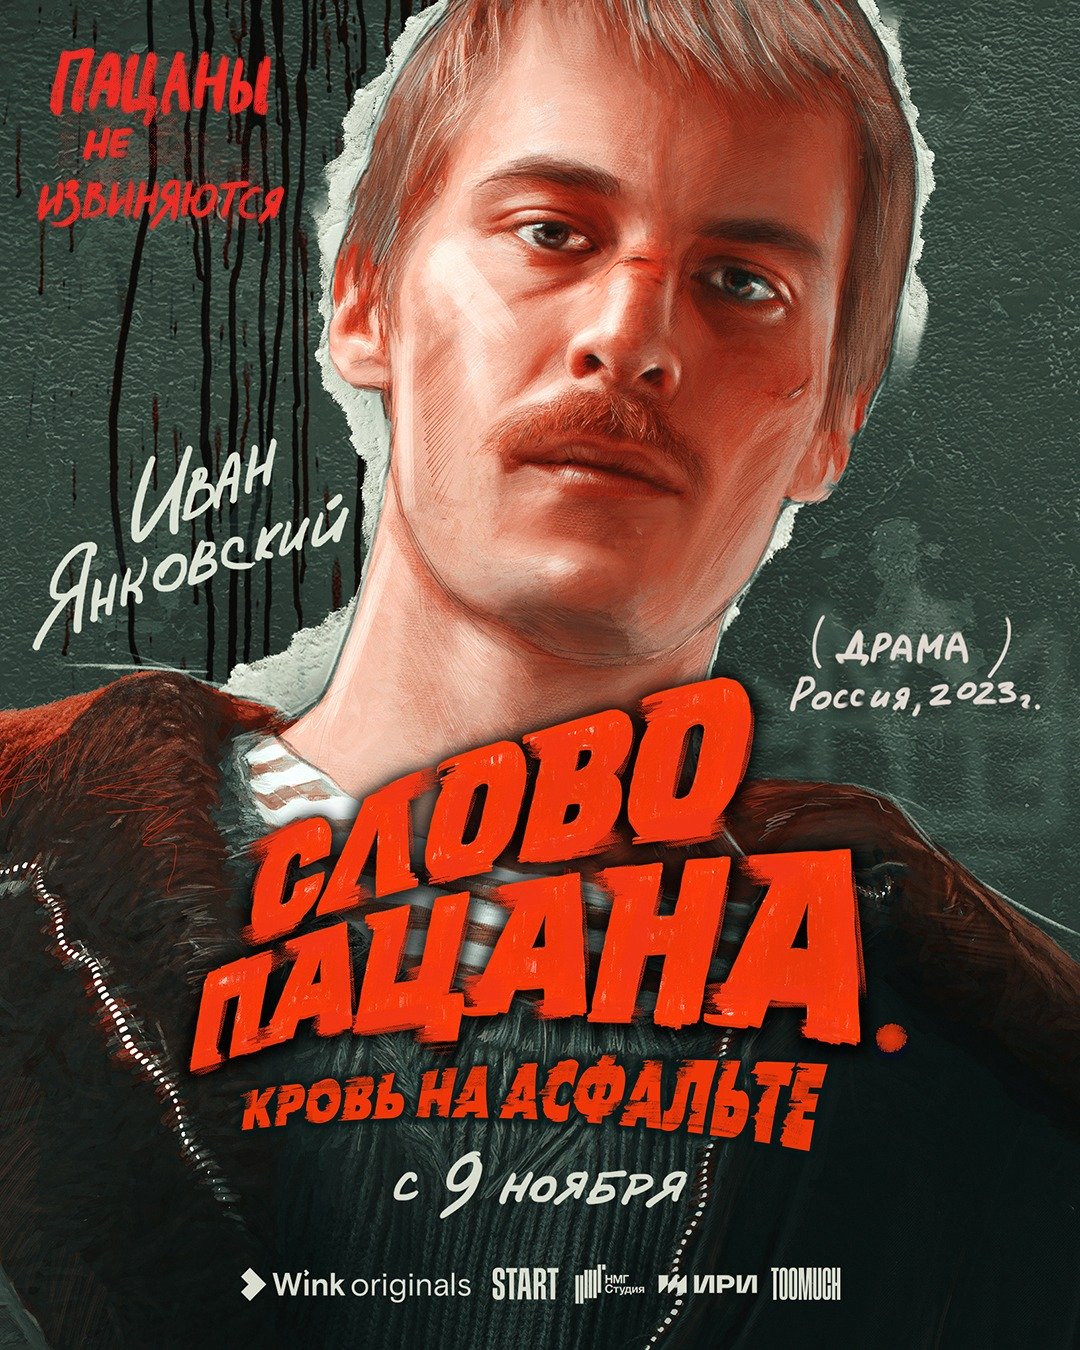 ПАЦАНЫ
НЕ
ИЗВИНЯЮТСЯ
Иван
Янковский
(ДРАМА)
Россия, 2023г.
СЛОВО
ПАЦАНА.
КРОВЬ НА АСФАЛЬТЕ
с 9 ноября
Wink originals START НМГ Студия ИРИ TOOMUCH